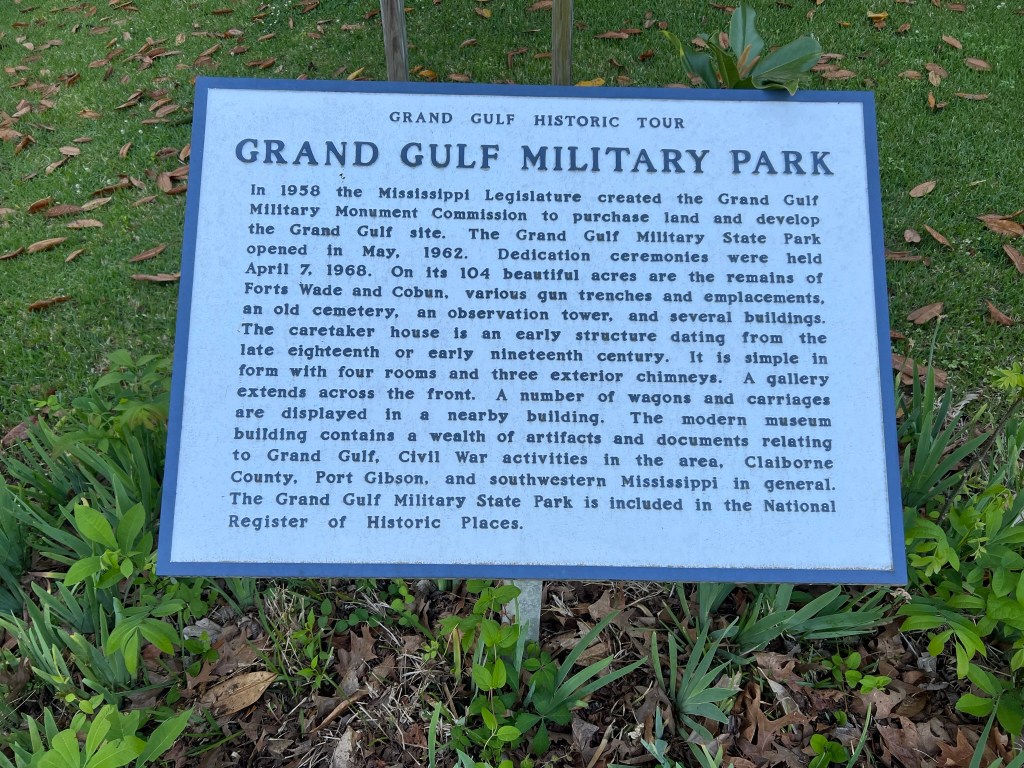 GRAND GULF HISTORIC TOUR
GRAND GULF MILITARY PARK
In 1958 the Mississippi Legislature created the Grand Gulf
Military Monument Commission to purchase land and develop
the Grand Gulf site. The Grand Gulf Military State Park
opened in May, 1962. Dedication ceremonies were held
April 7, 1968. On its 104 beautiful acres are the remains of
Forts Wade and Cobun, various gun trenches and emplacements,
an old cemetery, an observation tower, and several buildings.
The caretaker house is an early structure dating from the
late eighteenth or early nineteenth century. It is simple in
form with four rooms and three exterior chimneys. A gallery
extends across the front. A number of wagons and carriages
are displayed in a nearby building. The modern museum
building contains a wealth of artifacts and documents relating
to Grand Gulf, Civil War activities in the area, Claiborne
County, Port Gibson, and southwestern Mississippi in general.
The Grand Gulf Military State Park is included in the National
Register of Historic Places.